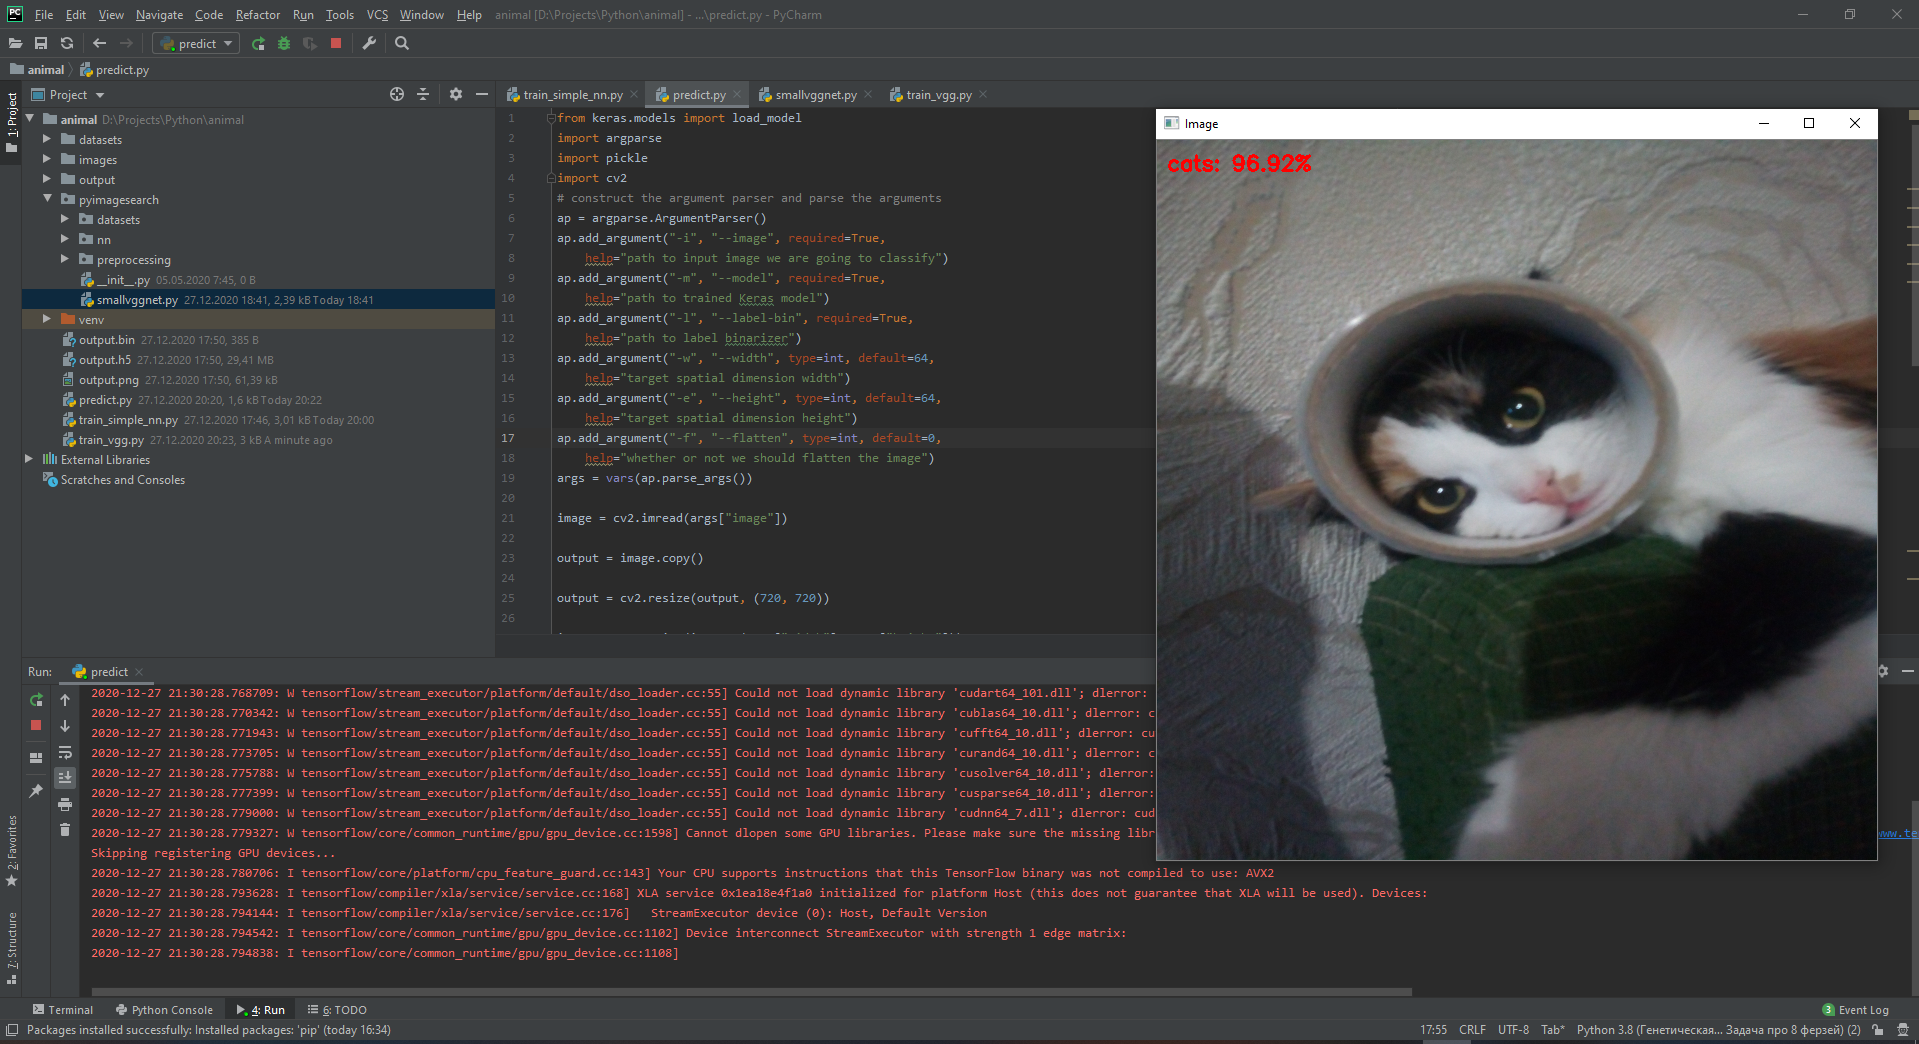 File Edit View Navigate Code Refactor Run Tools VCS Window Help animal [D:\Projects\Python\animal] - ...\predict.py - PyCharm
predict
animal predict.py
1: Project
Project
animal D:\Projects\Python\animal
datasets
images
output
pyimagesearch
datasets
nn
preprocessing
__init__.py 05.05.2020 7:45, 0 B
smallvggnet.py 27.12.2020 18:41, 2,39 kB Today 18:41
venv
output.bin 27.12.2020 17:50, 385 B
output.h5 27.12.2020 17:50, 29,41 MB
output.png 27.12.2020 17:50, 61,39 kB
predict.py 27.12.2020 20:20, 1,6 kB Today 20:22
train_simple_nn.py 27.12.2020 17:46, 3,01 kB Today 20:00
train_vgg.py 27.12.2020 20:23, 3 kB A minute ago
External Libraries
Scratches and Consoles
train_simple_nn.py predict.py smallvggnet.py train_vgg.py
1 from keras.models import load_model
2 import argparse
3 import pickle
4 import cv2
5 # construct the argument parser and parse the arguments
6 ap = argparse.ArgumentParser()
7 ap.add_argument("-i", "--image", required=True,
8 help="path to input image we are going to classify")
9 ap.add_argument("-m", "--model", required=True,
10 help="path to trained Keras model")
11 ap.add_argument("-l", "--label-bin", required=True,
12 help="path to label binarizer")
13 ap.add_argument("-w", "--width", type=int, default=64,
14 help="target spatial dimension width")
15 ap.add_argument("-e", "--height", type=int, default=64,
16 help="target spatial dimension height")
17 ap.add_argument("-f", "--flatten", type=int, default=0,
18 help="whether or not we should flatten the image")
19 args = vars(ap.parse_args())
20
21 image = cv2.imread(args["image"])
22
23 output = image.copy()
24
25 output = cv2.resize(output, (720, 720))
26
Image
cats: 96.92%
Run: predict
2020-12-27 21:30:28.768709: W tensorflow/stream_executor/platform/default/dso_loader.cc:55] Could not load dynamic library 'cudart64_101.dll'; dlerror:
2020-12-27 21:30:28.770342: W tensorflow/stream_executor/platform/default/dso_loader.cc:55] Could not load dynamic library 'cublas64_10.dll'; dlerror: c
2020-12-27 21:30:28.771943: W tensorflow/stream_executor/platform/default/dso_loader.cc:55] Could not load dynamic library 'cufft64_10.dll'; dlerror: cu
2020-12-27 21:30:28.773705: W tensorflow/stream_executor/platform/default/dso_loader.cc:55] Could not load dynamic library 'curand64_10.dll'; dlerror: c
2020-12-27 21:30:28.775788: W tensorflow/stream_executor/platform/default/dso_loader.cc:55] Could not load dynamic library 'cusolver64_10.dll'; dlerror:
2020-12-27 21:30:28.777399: W tensorflow/stream_executor/platform/default/dso_loader.cc:55] Could not load dynamic library 'cusparse64_10.dll'; dlerror:
2020-12-27 21:30:28.779000: W tensorflow/stream_executor/platform/default/dso_loader.cc:55] Could not load dynamic library 'cudnn64_7.dll'; dlerror: cud
2020-12-27 21:30:28.779327: W tensorflow/core/common_runtime/gpu/gpu_device.cc:1598] Cannot dlopen some GPU libraries. Please make sure the missing libr www.te
Skipping registering GPU devices...
2020-12-27 21:30:28.780706: I tensorflow/core/platform/cpu_feature_guard.cc:143] Your CPU supports instructions that this TensorFlow binary was not compiled to use: AVX2
2020-12-27 21:30:28.793628: I tensorflow/compiler/xla/service/service.cc:168] XLA service 0x1ea18e4f1a0 initialized for platform Host (this does not guarantee that XLA will be used). Devices:
2020-12-27 21:30:28.794144: I tensorflow/compiler/xla/service/service.cc:176] StreamExecutor device (0): Host, Default Version
2020-12-27 21:30:28.794542: I tensorflow/core/common_runtime/gpu/gpu_device.cc:1102] Device interconnect StreamExecutor with strength 1 edge matrix:
2020-12-27 21:30:28.794838: I tensorflow/core/common_runtime/gpu/gpu_device.cc:1108]
2: Favorites
7: Structure
Terminal Python Console 4: Run 6: TODO 3 Event Log
Packages installed successfully: Installed packages: 'pip' (today 16:34) 17:55 CRLF UTF-8 Tab* Python 3.8 (Генетическая... Задача про 8 ферзей) (2)